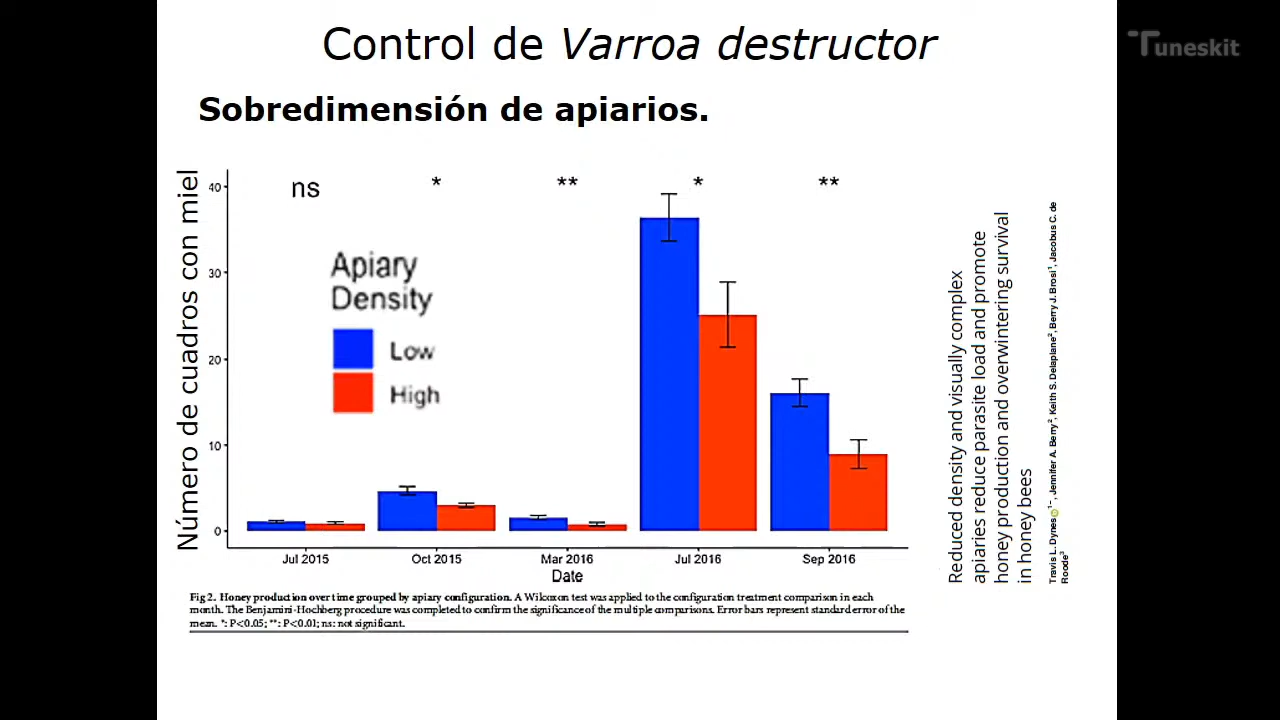 Control de Varroa destructor
Tuneskit
Sobredimensión de apiarios.
Número de cuadros con miel
40
30
20
10
0
ns
*
**
*
**
Apiary
Density
Low
High
Jul 2015
Oct 2015
Mar 2016
Jul 2016
Sep 2016
Date
Fig 2. Honey production over time grouped by apiary configuration. A Wilcoxon test was applied to the configuration treatment comparison in each
month. The Benjamini-Hochberg procedure was completed to confirm the significance of the multiple comparisons. Error bars represent standard error of the
mean. *: P<0.05; **: P<0.01; ns: not significant.
Reduced density and visually complex
apiaries reduce parasite load and promote
honey production and overwintering survival
in honey bees
Travis L. Dynes1*, Jennifer A. Berry2, Keith S. Delaplane2, Berry J. Brosi1, Jacobus C. de
Roode3